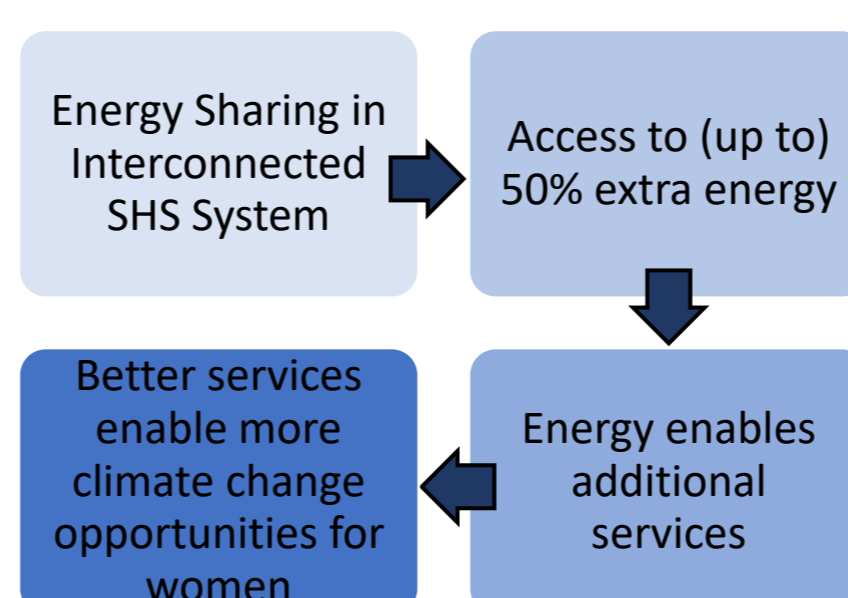 Energy Sharing in
Interconnected
SHS System
Access to (up to)
50% extra energy
Energy enables
additional
services
Better services
enable more
climate change
opportunities for
women